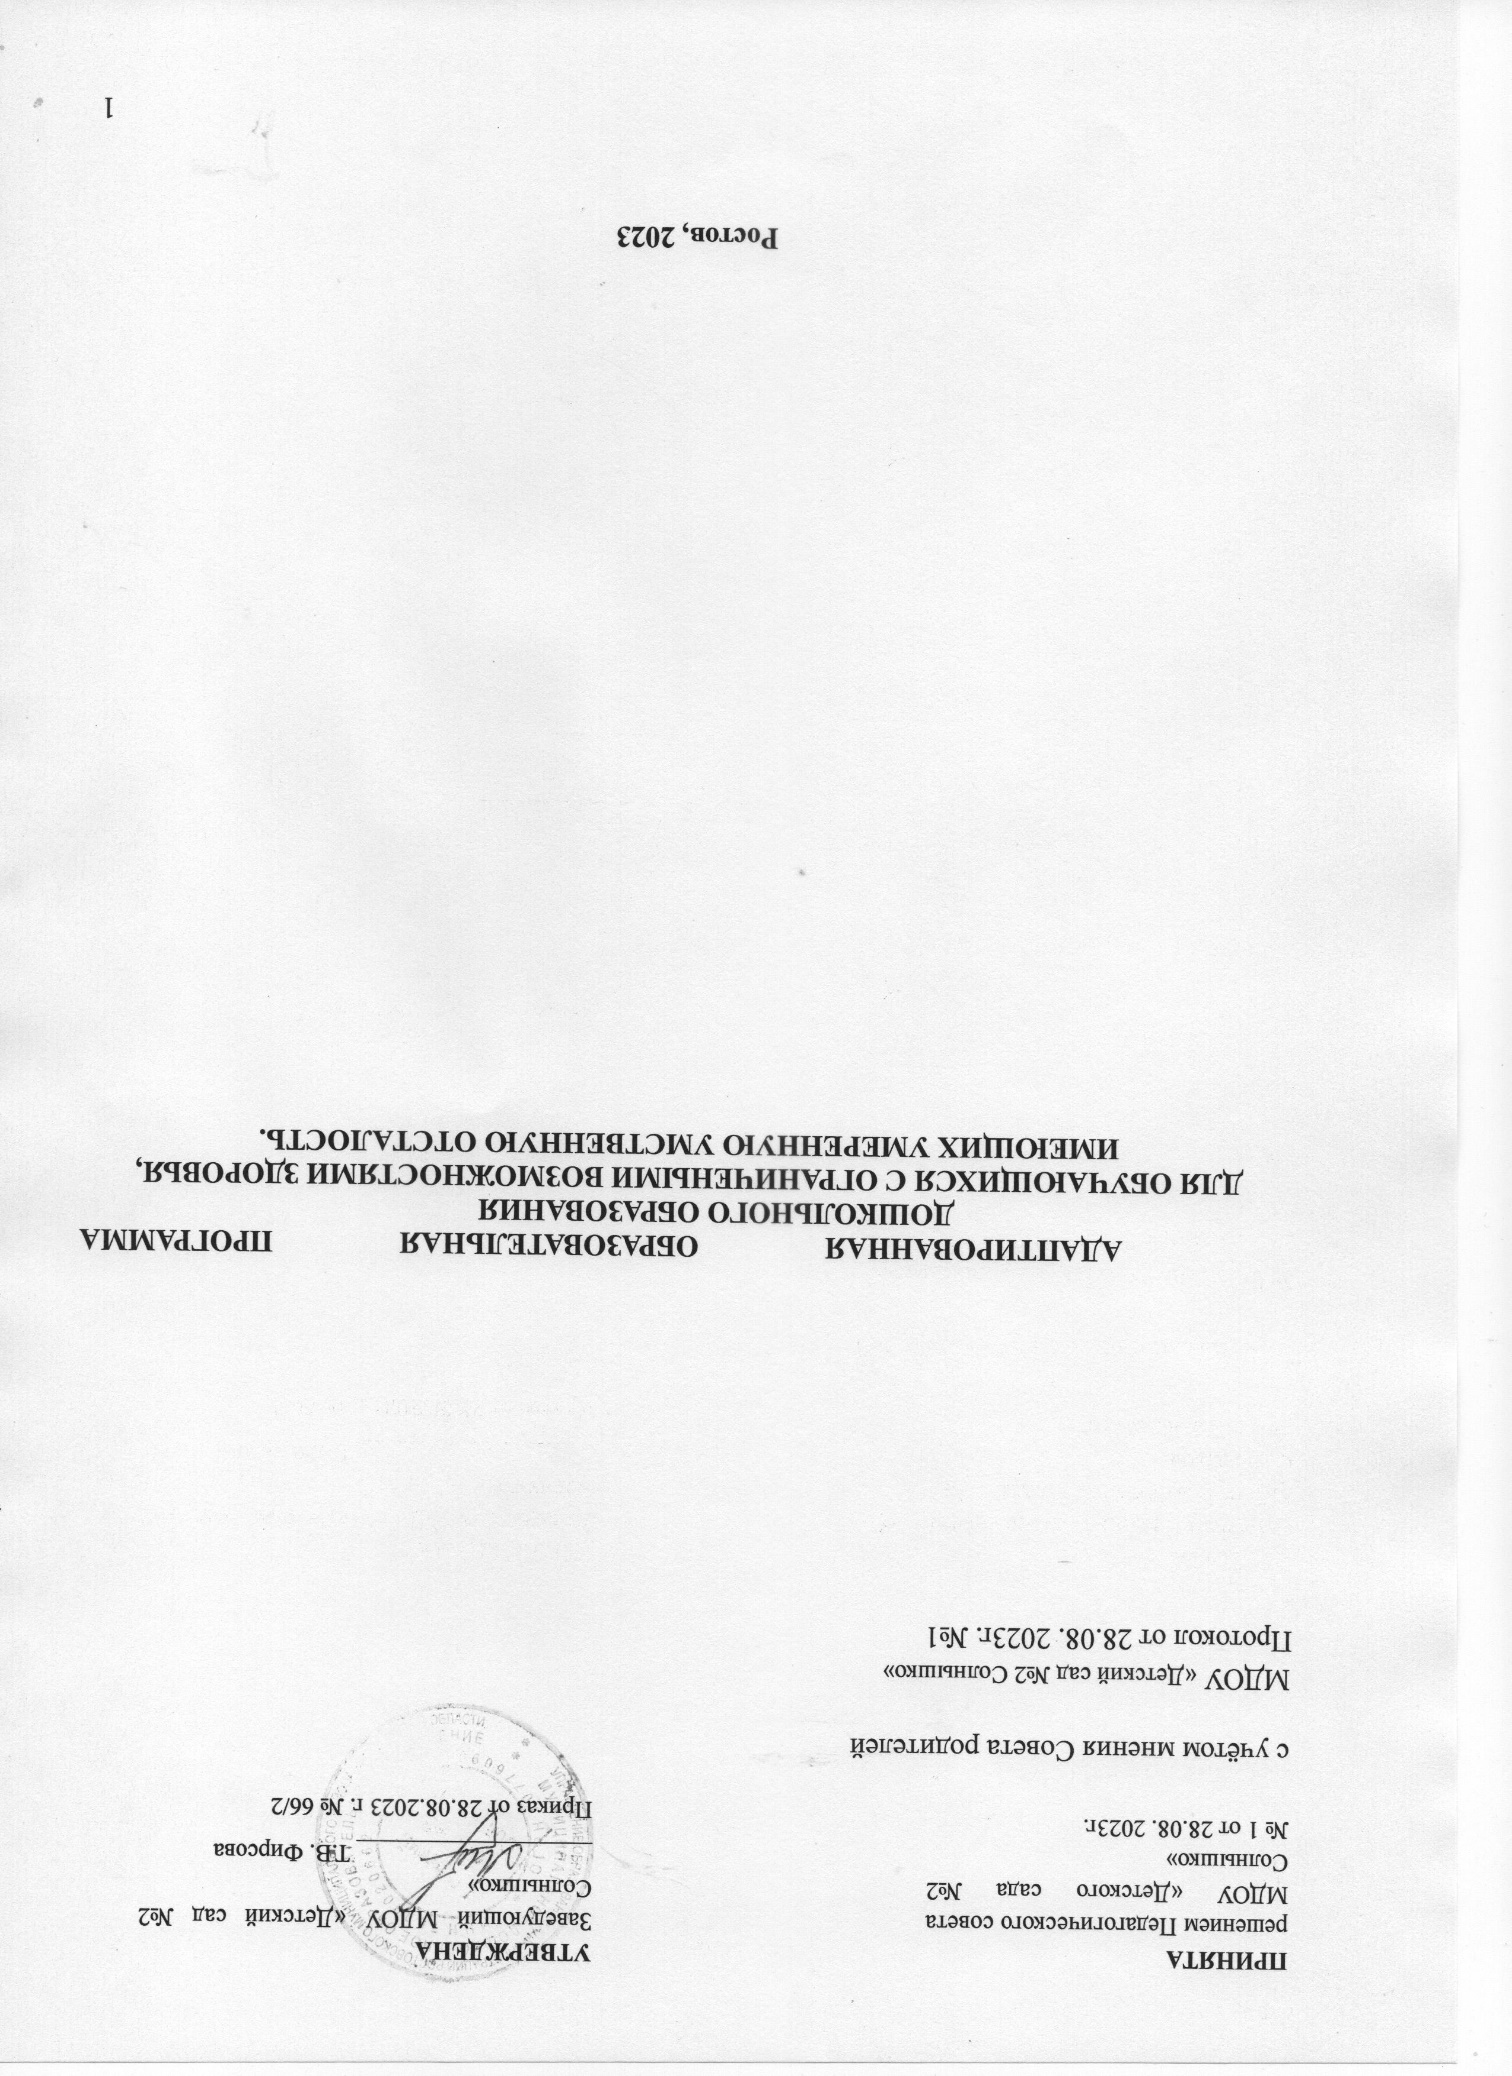 ПРИНЯТА
решением Педагогического совета
МДОУ «Детского сада №2
Солнышко»
№ 1 от 28.08. 2023г.
с учётом мнения Совета родителей
МДОУ «Детский сад №2 Солнышко»
Протокол от 28.08. 2023г. №1
УТВЕРЖДЕНА
Заведующий МДОУ «Детский сад №2
Солнышко»
Т.В. Фирсова
Приказ от 28.08.2023 г. № 66/2
АДАПТИРОВАННАЯ ОБРАЗОВАТЕЛЬНАЯ ПРОГРАММА
ДОШКОЛЬНОГО ОБРАЗОВАНИЯ
ДЛЯ ОБУЧАЮЩИХСЯ С ОГРАНИЧЕНЫМИ ВОЗМОЖНОСТЯМИ ЗДОРОВЬЯ,
ИМЕЮЩИХ УМЕРЕННУЮ УМСТВЕННУЮ ОТСТАЛОСТЬ.
Ростов, 2023
1